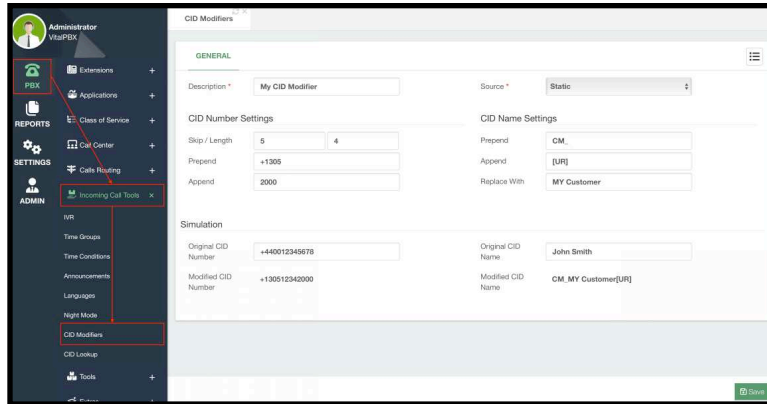 Administrator
VitalPBX
CID Modifiers
PBX
REPORTS
SETTINGS
ADMIN
Extensions
Applications
Class of Service
Call Center
Calls Routing
Incoming Call Tools
IVR
Time Groups
Time Conditions
Announcements
Languages
Night Mode
CID Modifiers
CID Lookup
Tools
GENERAL
Description * My CID Modifier
Source * Static
CID Number Settings
Skip / Length 5 4
Prepend +1305
Append 2000
CID Name Settings
Prepend CM_
Append [UR]
Replace With MY Customer
Simulation
Original CID Number +440012345678
Original CID Name John Smith
Modified CID Number +130512342000
Modified CID Name CM_MY Customer[UR]
Save